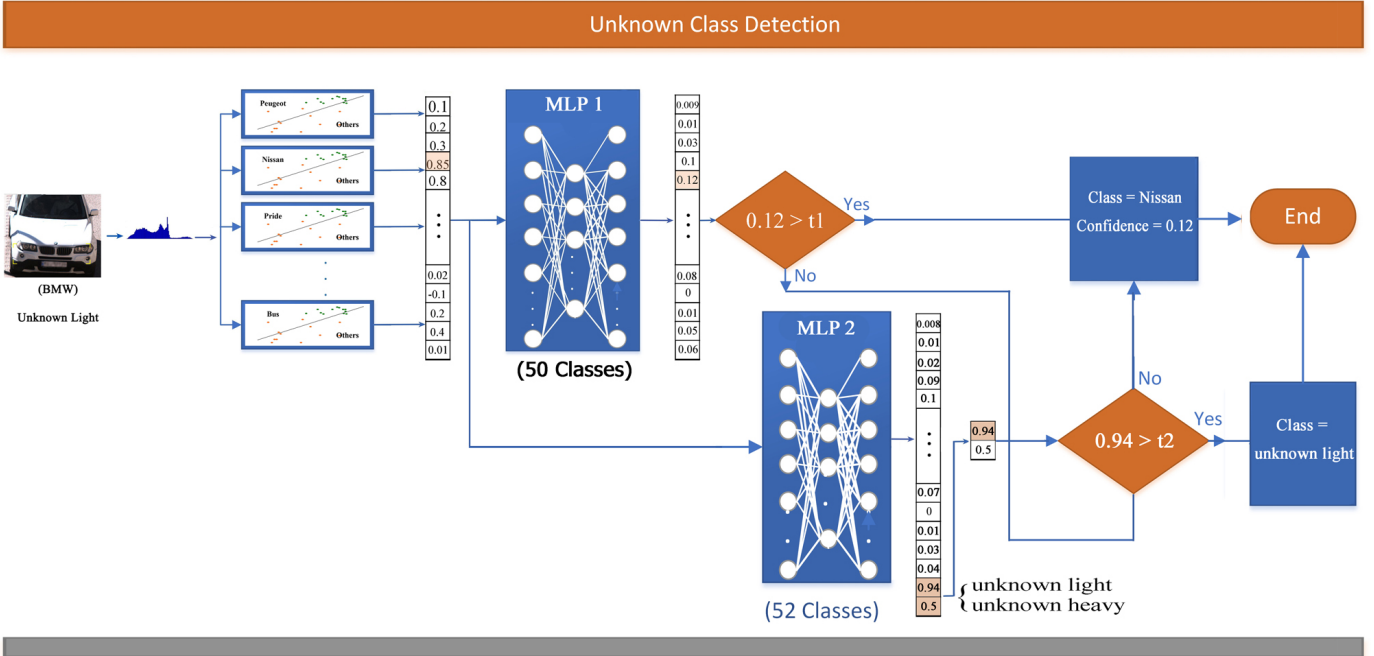 Unknown Class Detection
(BMW)
Unknown Light
Peugeot
Others
Nissan
Others
Pride
Others
Bus
Others
0.1
0.2
0.3
0.85
0.8
0.02
-0.1
0.2
0.4
0.01
MLP 1
(50 Classes)
0.009
0.01
0.03
0.1
0.12
0.08
0
0.01
0.05
0.06
0.12 > t1
Yes
No
Class = Nissan
Confidence = 0.12
End
MLP 2
(52 Classes)
0.008
0.01
0.02
0.09
0.1
0.07
0
0.01
0.03
0.04
0.94
0.5
unknown light
unknown heavy
0.94
0.5
0.94 > t2
No
Yes
Class =
unknown light